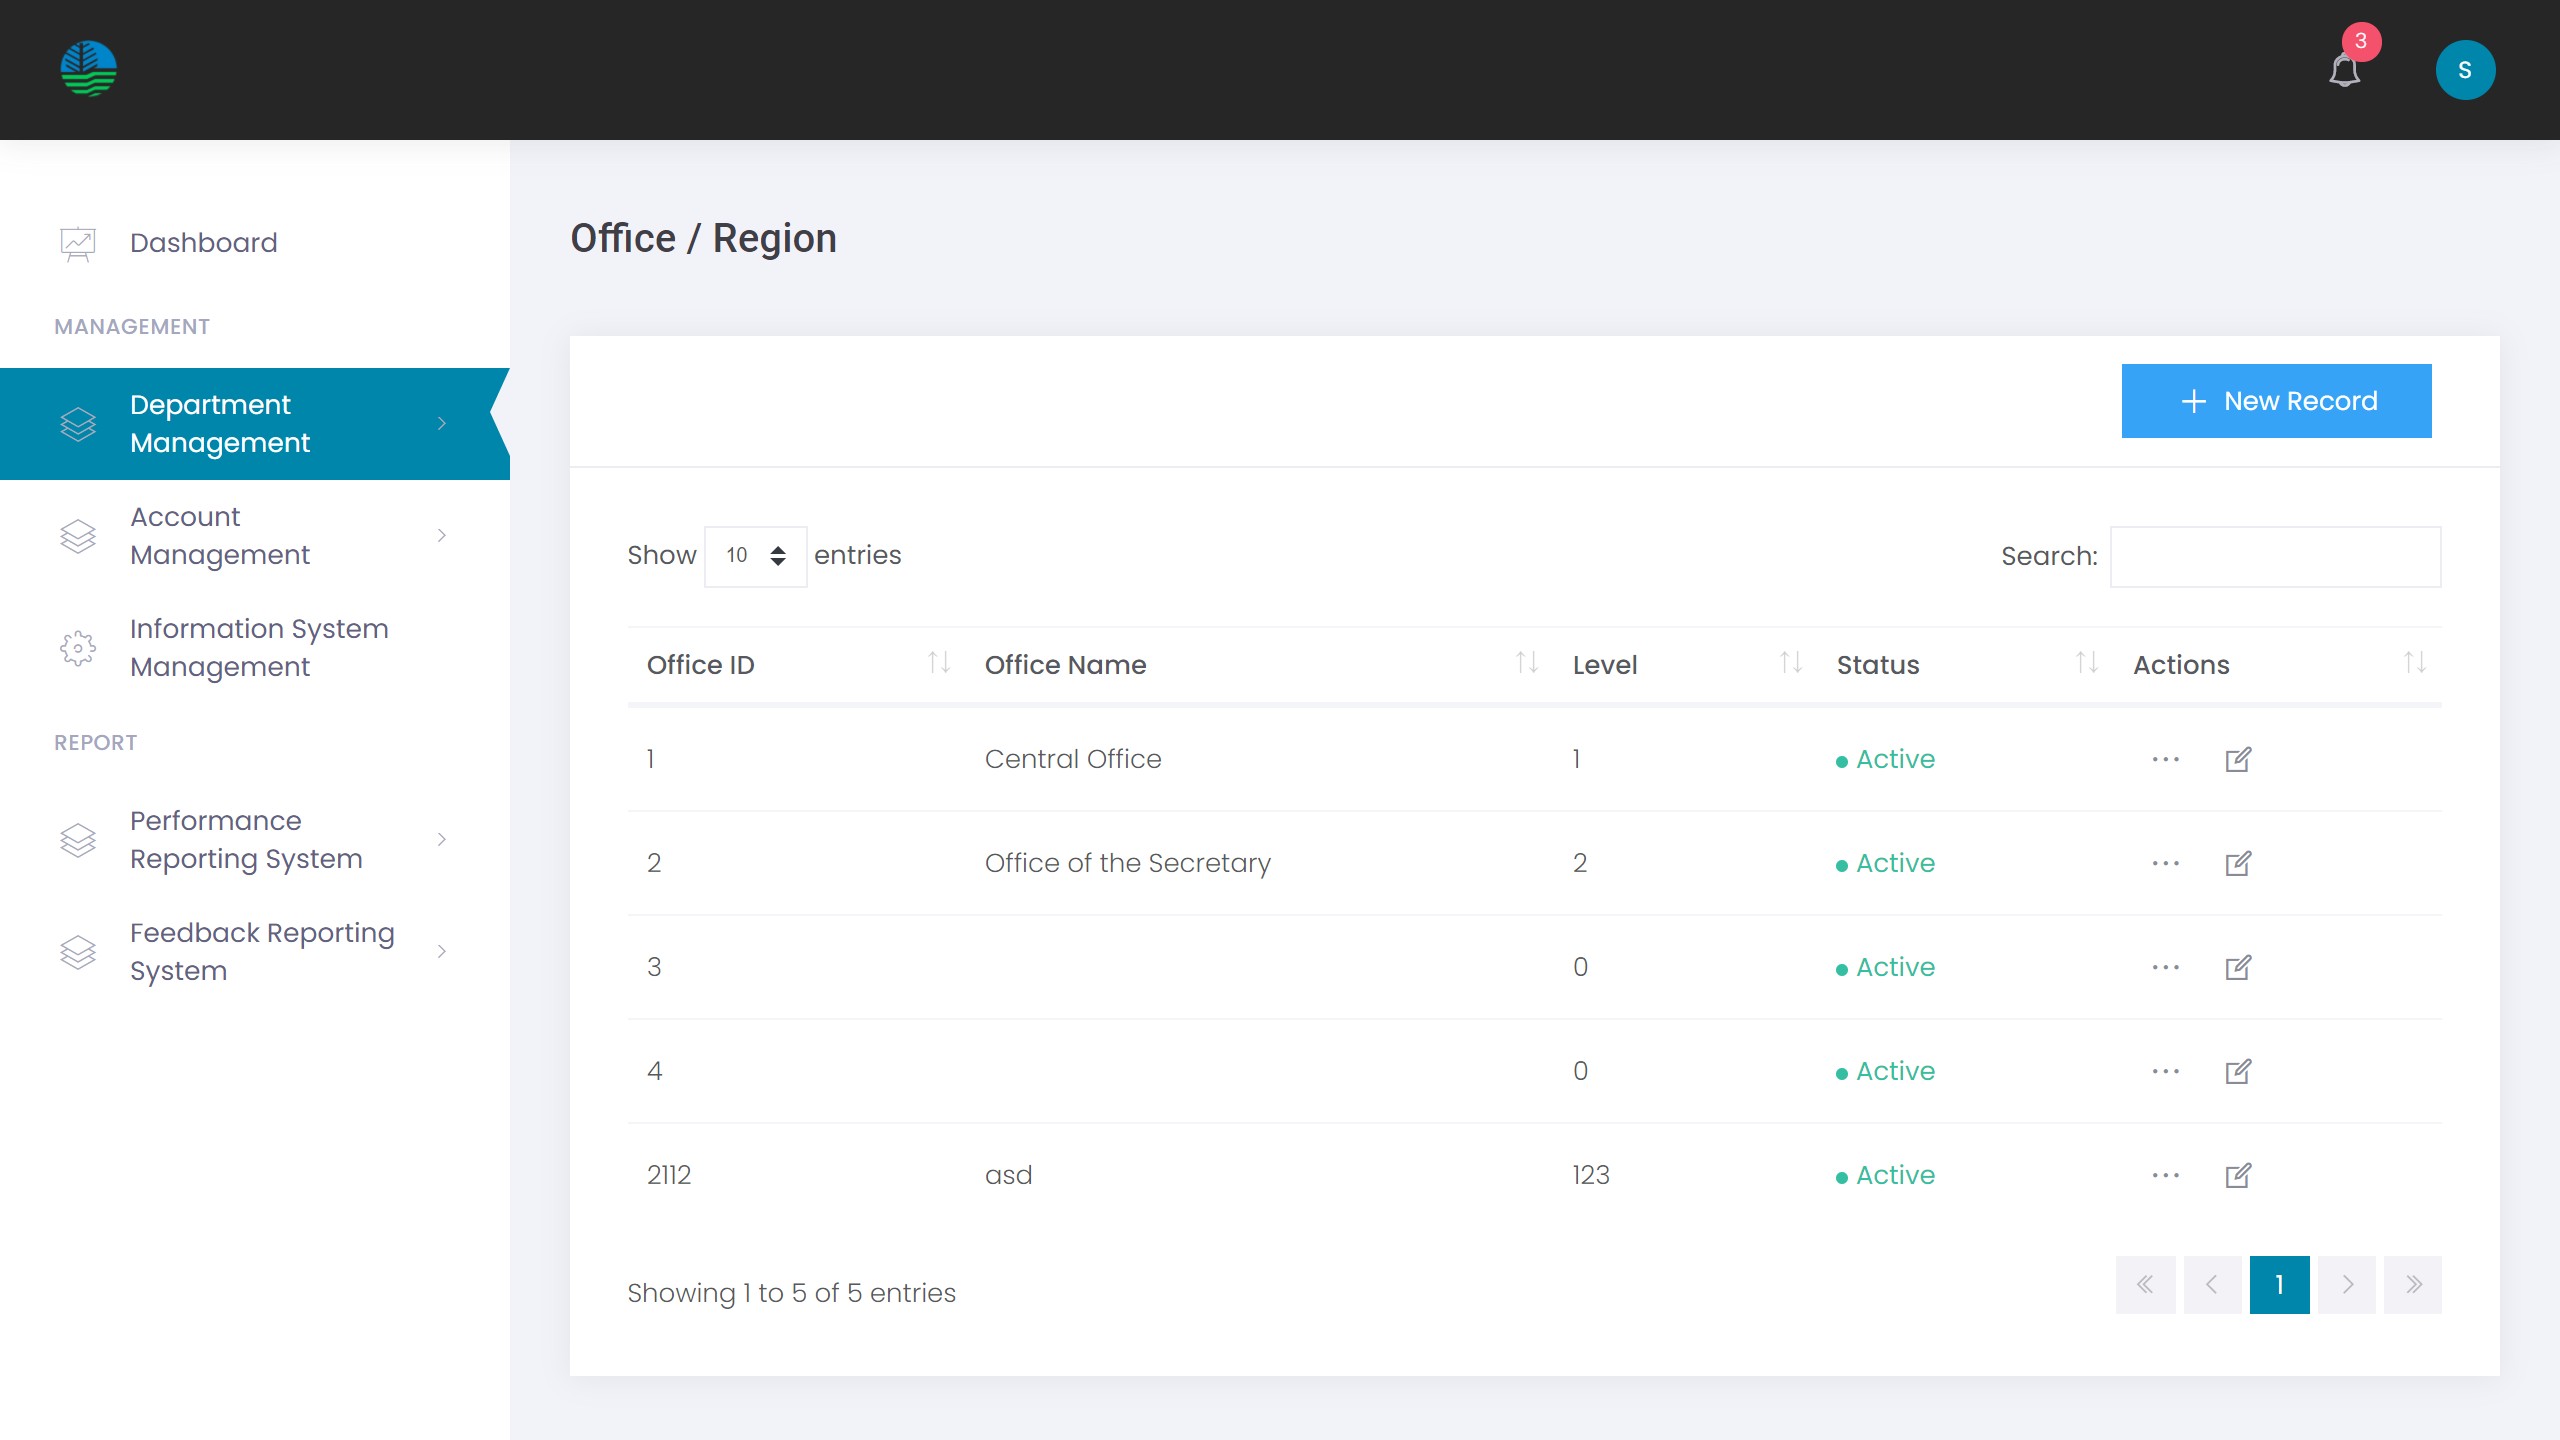 3
S
Dashboard
MANAGEMENT
Department
Management
Account
Management
Information System
Management
REPORT
Performance
Reporting System
Feedback Reporting
System
Office / Region
New Record
Show 10 entries
Search:
Office ID Office Name Level Status Actions
1 Central Office 1 Active ...
2 Office of the Secretary 2 Active ...
3 0 Active ...
4 0 Active ...
2112 asd 123 Active ...
Showing 1 to 5 of 5 entries
1